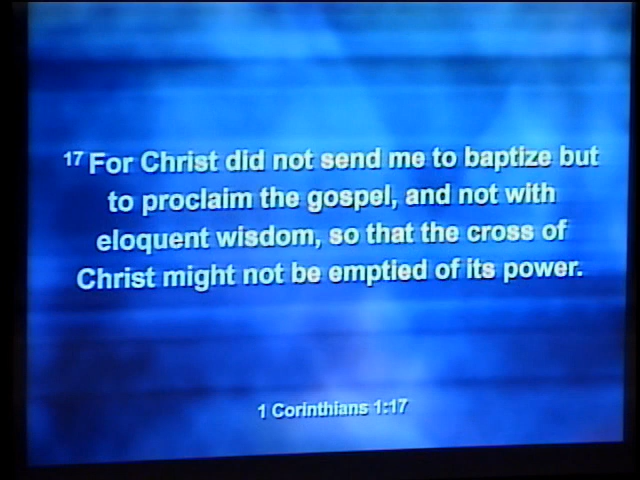 17 For Christ did not send me to baptize but
to proclaim the gospel, and not with
eloquent wisdom, so that the cross of
Christ might not be emptied of its power.
1 Corinthians 1:17